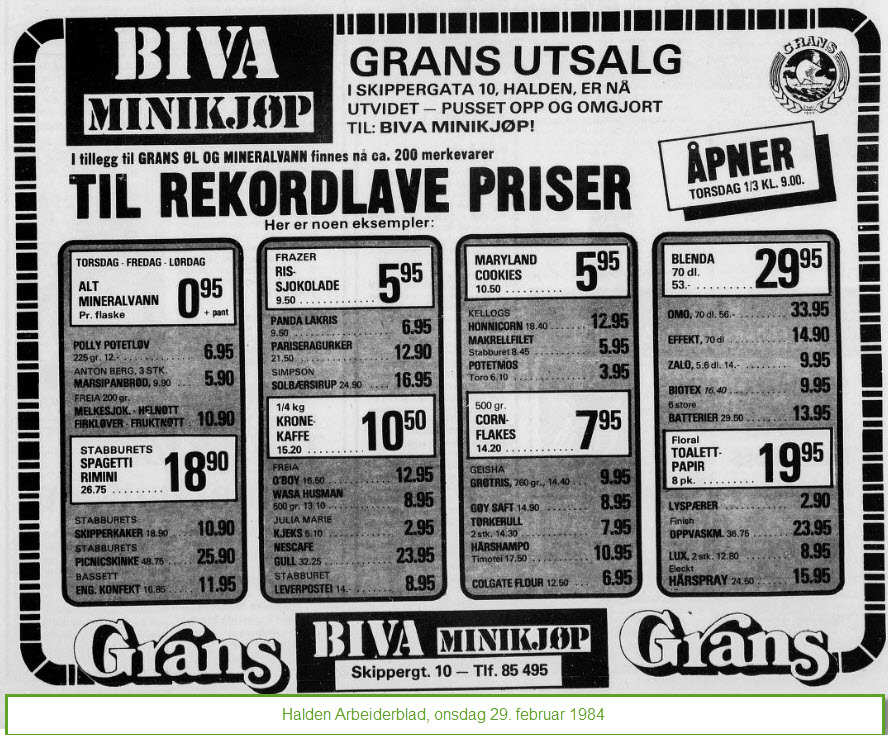 BIVA
MINIKJØP
GRANS UTSALG
I SKIPPERGATA 10, HALDEN, ER NÅ
UTVIDET — PUSSET OPP OG OMGJORT
TIL: BIVA MINIKJØP!
GRANS
I tillegg til GRANS ØL OG MINERALVANN finnes nå ca. 200 merkevarer
TIL REKORDLAVE PRISER
Her er noen eksempler:
ÅPNER
TORSDAG 1/3 KL. 9.00.
TORSDAG - FREDAG - LØRDAG
ALT
MINERALVANN
Pr. flaske 0.95
+ pant
POLLY POTETLØV
225 gr. 12.- 6.95
ANTON BERG, 3 STK.
MARSIPANBRØD, 9.90 5.90
FREIA 200 gr.
MELKESJOK. - HELNØTT
FIRKLØVER - FRUKTNØTT 10.90
STABBURETS
SPAGETTI
RIMINI
26.75 18.90
STABBURETS
SKIPPERKAKER 18.90 10.90
STABBURETS
PICNICSKINKE 48.75 25.90
BASSETT
ENG. KONFEKT 16.85 11.95
FRAZER
RIS-
SJOKOLADE
9.50 5.95
PANDA LAKRIS
9.50 6.95
PARISERAGURKER
21.50 12.90
SIMPSON
SOLBÆRSIRUP 24.90 16.95
1/4 kg
KRONE-
KAFFE
15.20 10.50
FREIA
O'BOY 16.50 12.95
WASA HUSMAN
500 gr. 13.10 8.95
JULIA MARIE
KJEKS 5.10 2.95
NESCAFE
GULL 32.25 23.95
STABBURET
LEVERPOSTEI 14.- 8.95
MARYLAND
COOKIES
10.50 5.95
KELLOGS
HONNICORN 18.40 12.95
MAKRELLFILET
Stabburet 8.45 5.95
POTETMOS
Toro 6.10 3.95
500 gr.
CORN-
FLAKES
14.20 7.95
GEISHA
GRØTRIS, 760 gr., 14.40 9.95
GØY SAFT 14.90 8.95
TØRKERULL
2 stk. 14.30 7.95
HÅRSHAMPO
Timotei 17.50 10.95
COLGATE FLOUR 12.50 6.95
BLENDA
70 dl.
53.- 29.95
OMO, 70 dl. 56.- 33.95
EFFEKT, 70 dl 14.90
ZALO, 5.6 dl. 14.- 9.95
BIOTEX 16.40 9.95
6 store
BATTERIER 29.50 13.95
Floral
TOALETT-
PAPIR
8 pk. 19.95
LYSPÆRER 2.90
Finish
OPPVASKM. 36.75 23.95
LUX, 2 stk. 12.80 8.95
Eleckt
HÅRSPRAY 24.50 15.95
Grans
BIVA MINIKJØP
Skippergt. 10 — Tlf. 85 495
Grans
Halden Arbeiderblad, onsdag 29. februar 1984